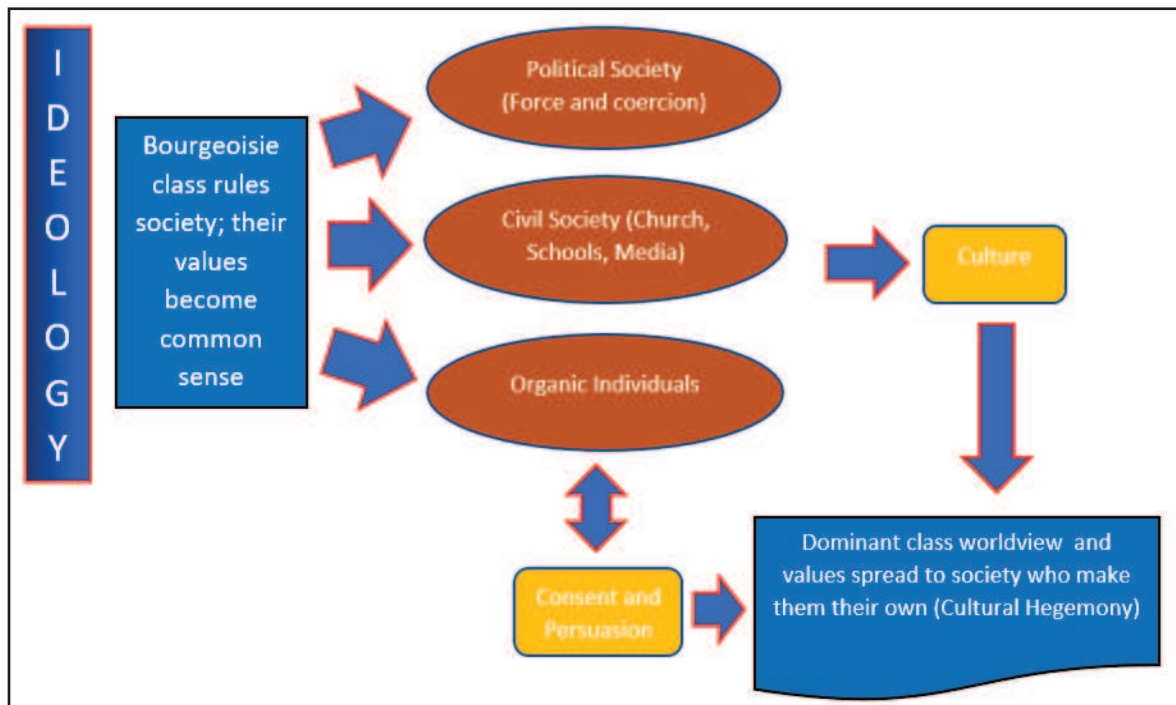 I
D
E
O
L
O
G
Y
Bourgeoisie
class rules
society; their
values
become
common
sense
Political Society
(Force and coercion)
Civil Society (Church,
Schools, Media)
Organic Individuals
Culture
Consent and
Persuasion
Dominant class worldview and
values spread to society who make
them their own (Cultural Hegemony)